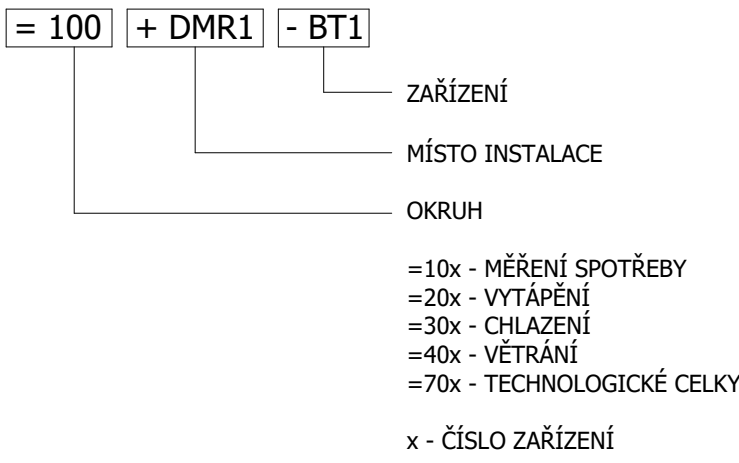 = 100 + DMR1 - BT1
ZAŘÍZENÍ
MÍSTO INSTALACE
OKRUH
=10x - MĚŘENÍ SPOTŘEBY
=20x - VYTÁPĚNÍ
=30x - CHLAZENÍ
=40x - VĚTRÁNÍ
=70x - TECHNOLOGICKÉ CELKY
x - ČÍSLO ZAŘÍZENÍ